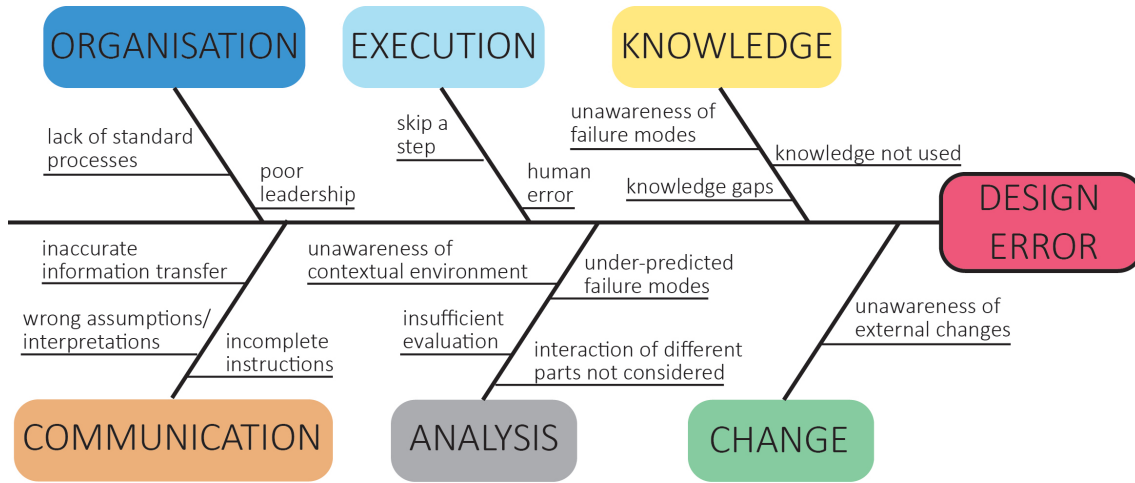 ORGANISATION
EXECUTION
KNOWLEDGE
lack of standard
processes
poor
leadership
skip a
step
human
error
unawareness of
failure modes
knowledge not used
knowledge gaps
DESIGN
ERROR
inaccurate
information transfer
wrong assumptions/
interpretations
incomplete
instructions
unawareness of
contextual environment
under-predicted
failure modes
insufficient
evaluation
interaction of different
parts not considered
unawareness of
external changes
COMMUNICATION
ANALYSIS
CHANGE